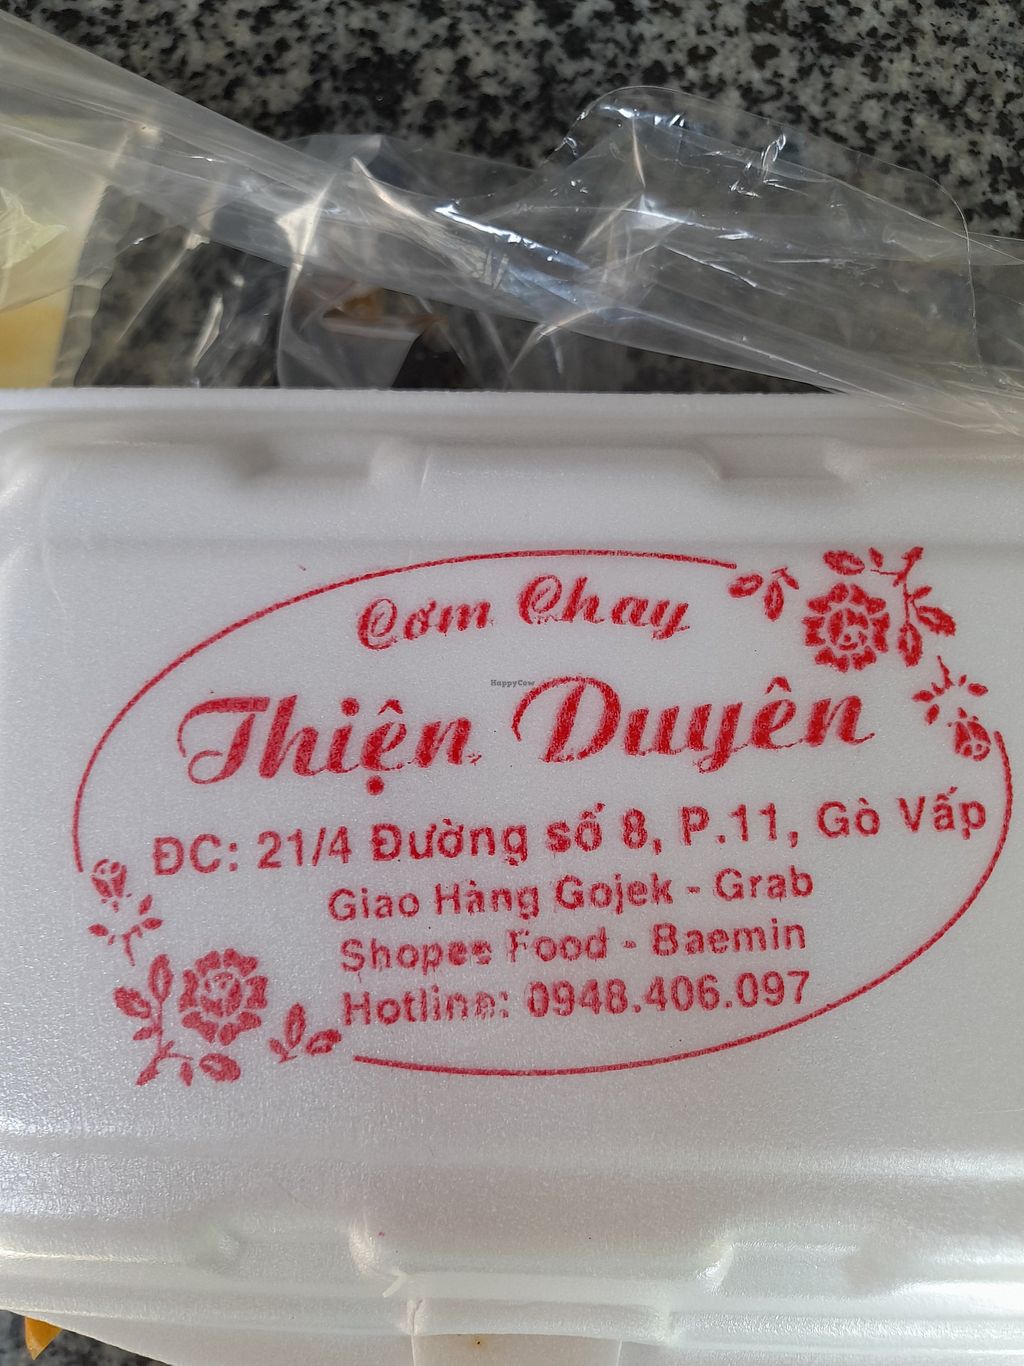 HappyCow
Cơm Chay
Thiện Duyên
ĐC: 21/4 Đường số 8, P.11, Gò Vấp
Giao Hàng Gojek - Grab
Shopee Food - Baemin
Hotline: 0948.406.097